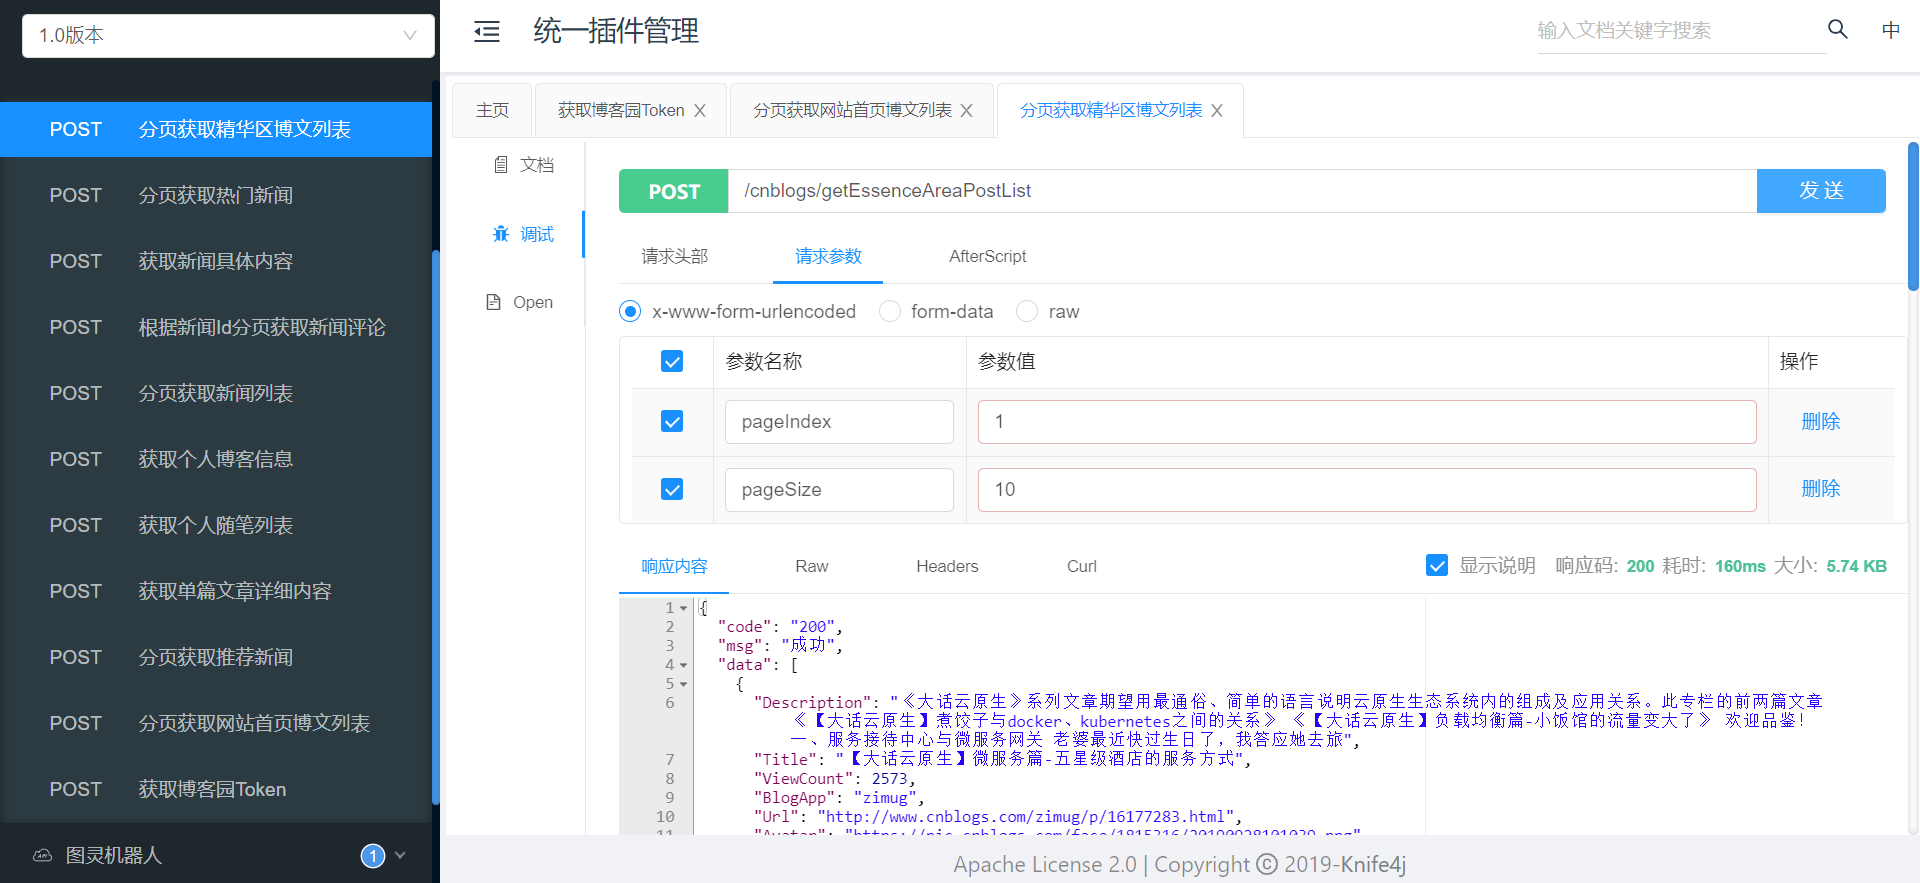 1.0版本
统一插件管理
输入文档关键字搜索
中
POST 分页获取精华区博文列表
POST 分页获取热门新闻
POST 获取新闻具体内容
POST 根据新闻Id分页获取新闻评论
POST 分页获取新闻列表
POST 获取个人博客信息
POST 获取个人随笔列表
POST 获取单篇文章详细内容
POST 分页获取推荐新闻
POST 分页获取网站首页博文列表
POST 获取博客园Token
图灵机器人 1
主页 获取博客园Token 分页获取网站首页博文列表 分页获取精华区博文列表
文档
调试
Open
POST /cnblogs/getEssenceAreaPostList 发 送
请求头部 请求参数 AfterScript
x-www-form-urlencoded form-data raw
参数名称 参数值 操作
pageIndex 1 删除
pageSize 10 删除
响应内容 Raw Headers Curl 显示说明 响应码: 200 耗时: 160ms 大小: 5.74 KB
1 {
2 "code": "200",
3 "msg": "成功",
4 "data": [
5 {
6 "Description": "《大话云原生》系列文章期望用最通俗、简单的语言说明云原生生态系统内的组成及应用关系。此专栏的前两篇文章
《【大话云原生】煮饺子与docker、kubernetes之间的关系》 《【大话云原生】负载均衡篇-小饭馆的流量变大了》 欢迎品鉴！
一、服务接待中心与微服务网关 老婆最近快过生日了，我答应她去旅",
7 "Title": "【大话云原生】微服务篇-五星级酒店的服务方式",
8 "ViewCount": 2573,
9 "BlogApp": "zimug",
10 "Url": "http://www.cnblogs.com/zimug/p/16177283.html",
11 "Avatar": "https://pic.cnblogs.com/face/1815316/20190928101039.png"
Apache License 2.0 | Copyright © 2019-Knife4j